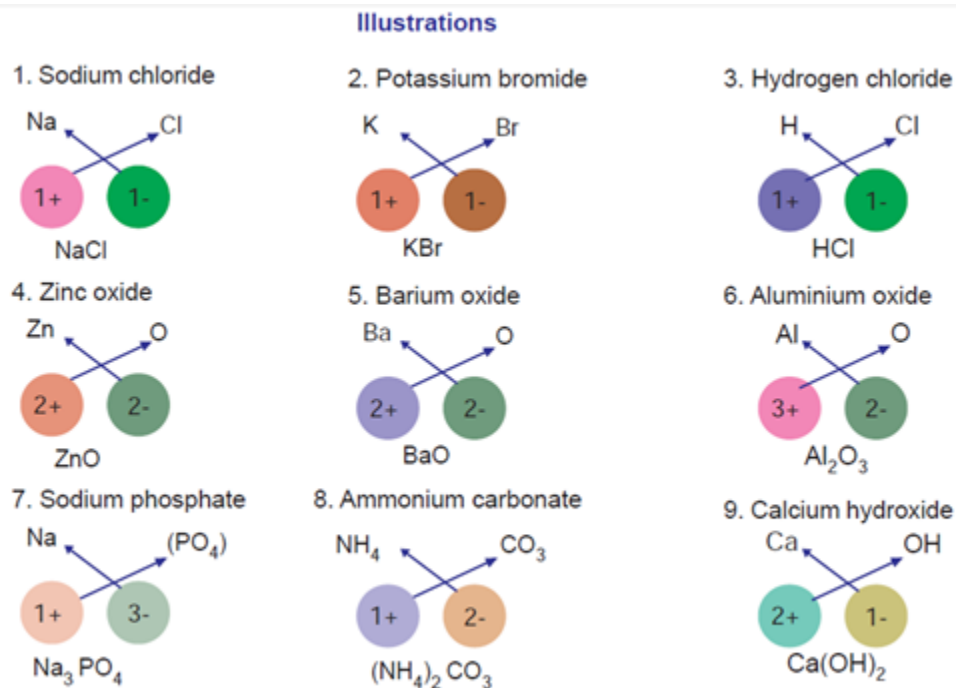 Illustrations
1. Sodium chloride
2. Potassium bromide
3. Hydrogen chloride
Na Cl
K Br
H Cl
1+ 1-
1+ 1-
1+ 1-
NaCl
KBr
HCl
4. Zinc oxide
5. Barium oxide
6. Aluminium oxide
Zn O
Ba O
Al O
2+ 2-
2+ 2-
3+ 2-
ZnO
BaO
Al₂O₃
7. Sodium phosphate
8. Ammonium carbonate
9. Calcium hydroxide
Na (PO₄)
NH₄ CO₃
Ca OH
1+ 3-
1+ 2-
2+ 1-
Na₃ PO₄
(NH₄)₂ CO₃
Ca(OH)₂